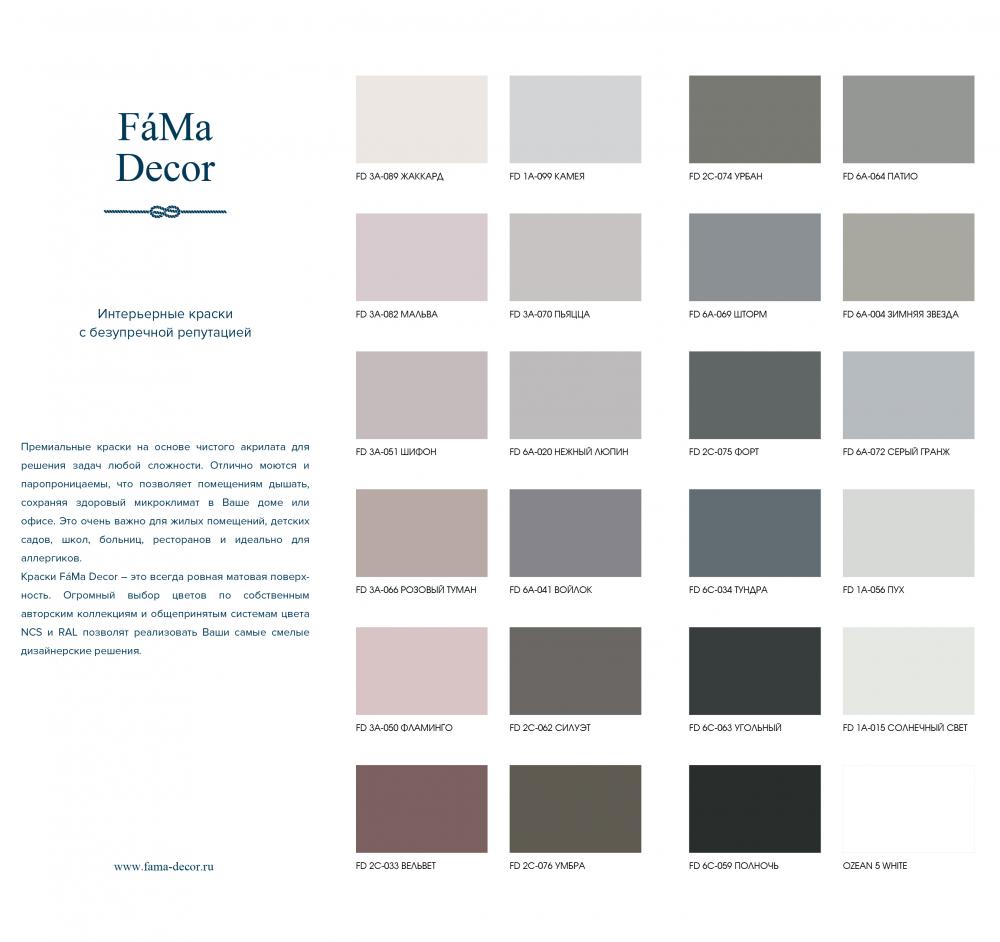 FáMa
Decor
Интерьерные краски
с безупречной репутацией
Премиальные краски на основе чистого акрилата для
решения задач любой сложности. Отлично моются и
паропроницаемы, что позволяет помещениям дышать,
сохраняя здоровый микроклимат в Ваше доме или
офисе. Это очень важно для жилых помещений, детских
садов, школ, больниц, ресторанов и идеально для
аллергиков.
Краски FáMa Decor – это всегда ровная матовая поверх-
ность. Огромный выбор цветов по собственным
авторским коллекциям и общепринятым системам цвета
NCS и RAL позволят реализовать Ваши самые смелые
дизайнерские решения.
www.fama-decor.ru
FD 3A-089 ЖАККАРД
FD 1A-099 КАМЕЯ
FD 2C-074 УРБАН
FD 6A-064 ПАТИО
FD 3A-082 МАЛЬВА
FD 3A-070 ПЬЯЦЦА
FD 6A-069 ШТОРМ
FD 6A-004 ЗИМНЯЯ ЗВЕЗДА
FD 3A-051 ШИФОН
FD 6A-020 НЕЖНЫЙ ЛЮПИН
FD 2C-075 ФОРТ
FD 6A-072 СЕРЫЙ ГРАНЖ
FD 3A-066 РОЗОВЫЙ ТУМАН
FD 6A-041 ВОЙЛОК
FD 6C-034 ТУНДРА
FD 1A-056 ПУХ
FD 3A-050 ФЛАМИНГО
FD 2C-062 СИЛУЭТ
FD 6C-063 УГОЛЬНЫЙ
FD 1A-015 СОЛНЕЧНЫЙ СВЕТ
FD 2C-033 ВЕЛЬВЕТ
FD 2C-076 УМБРА
FD 6C-059 ПОЛНОЧЬ
OZEAN 5 WHITE